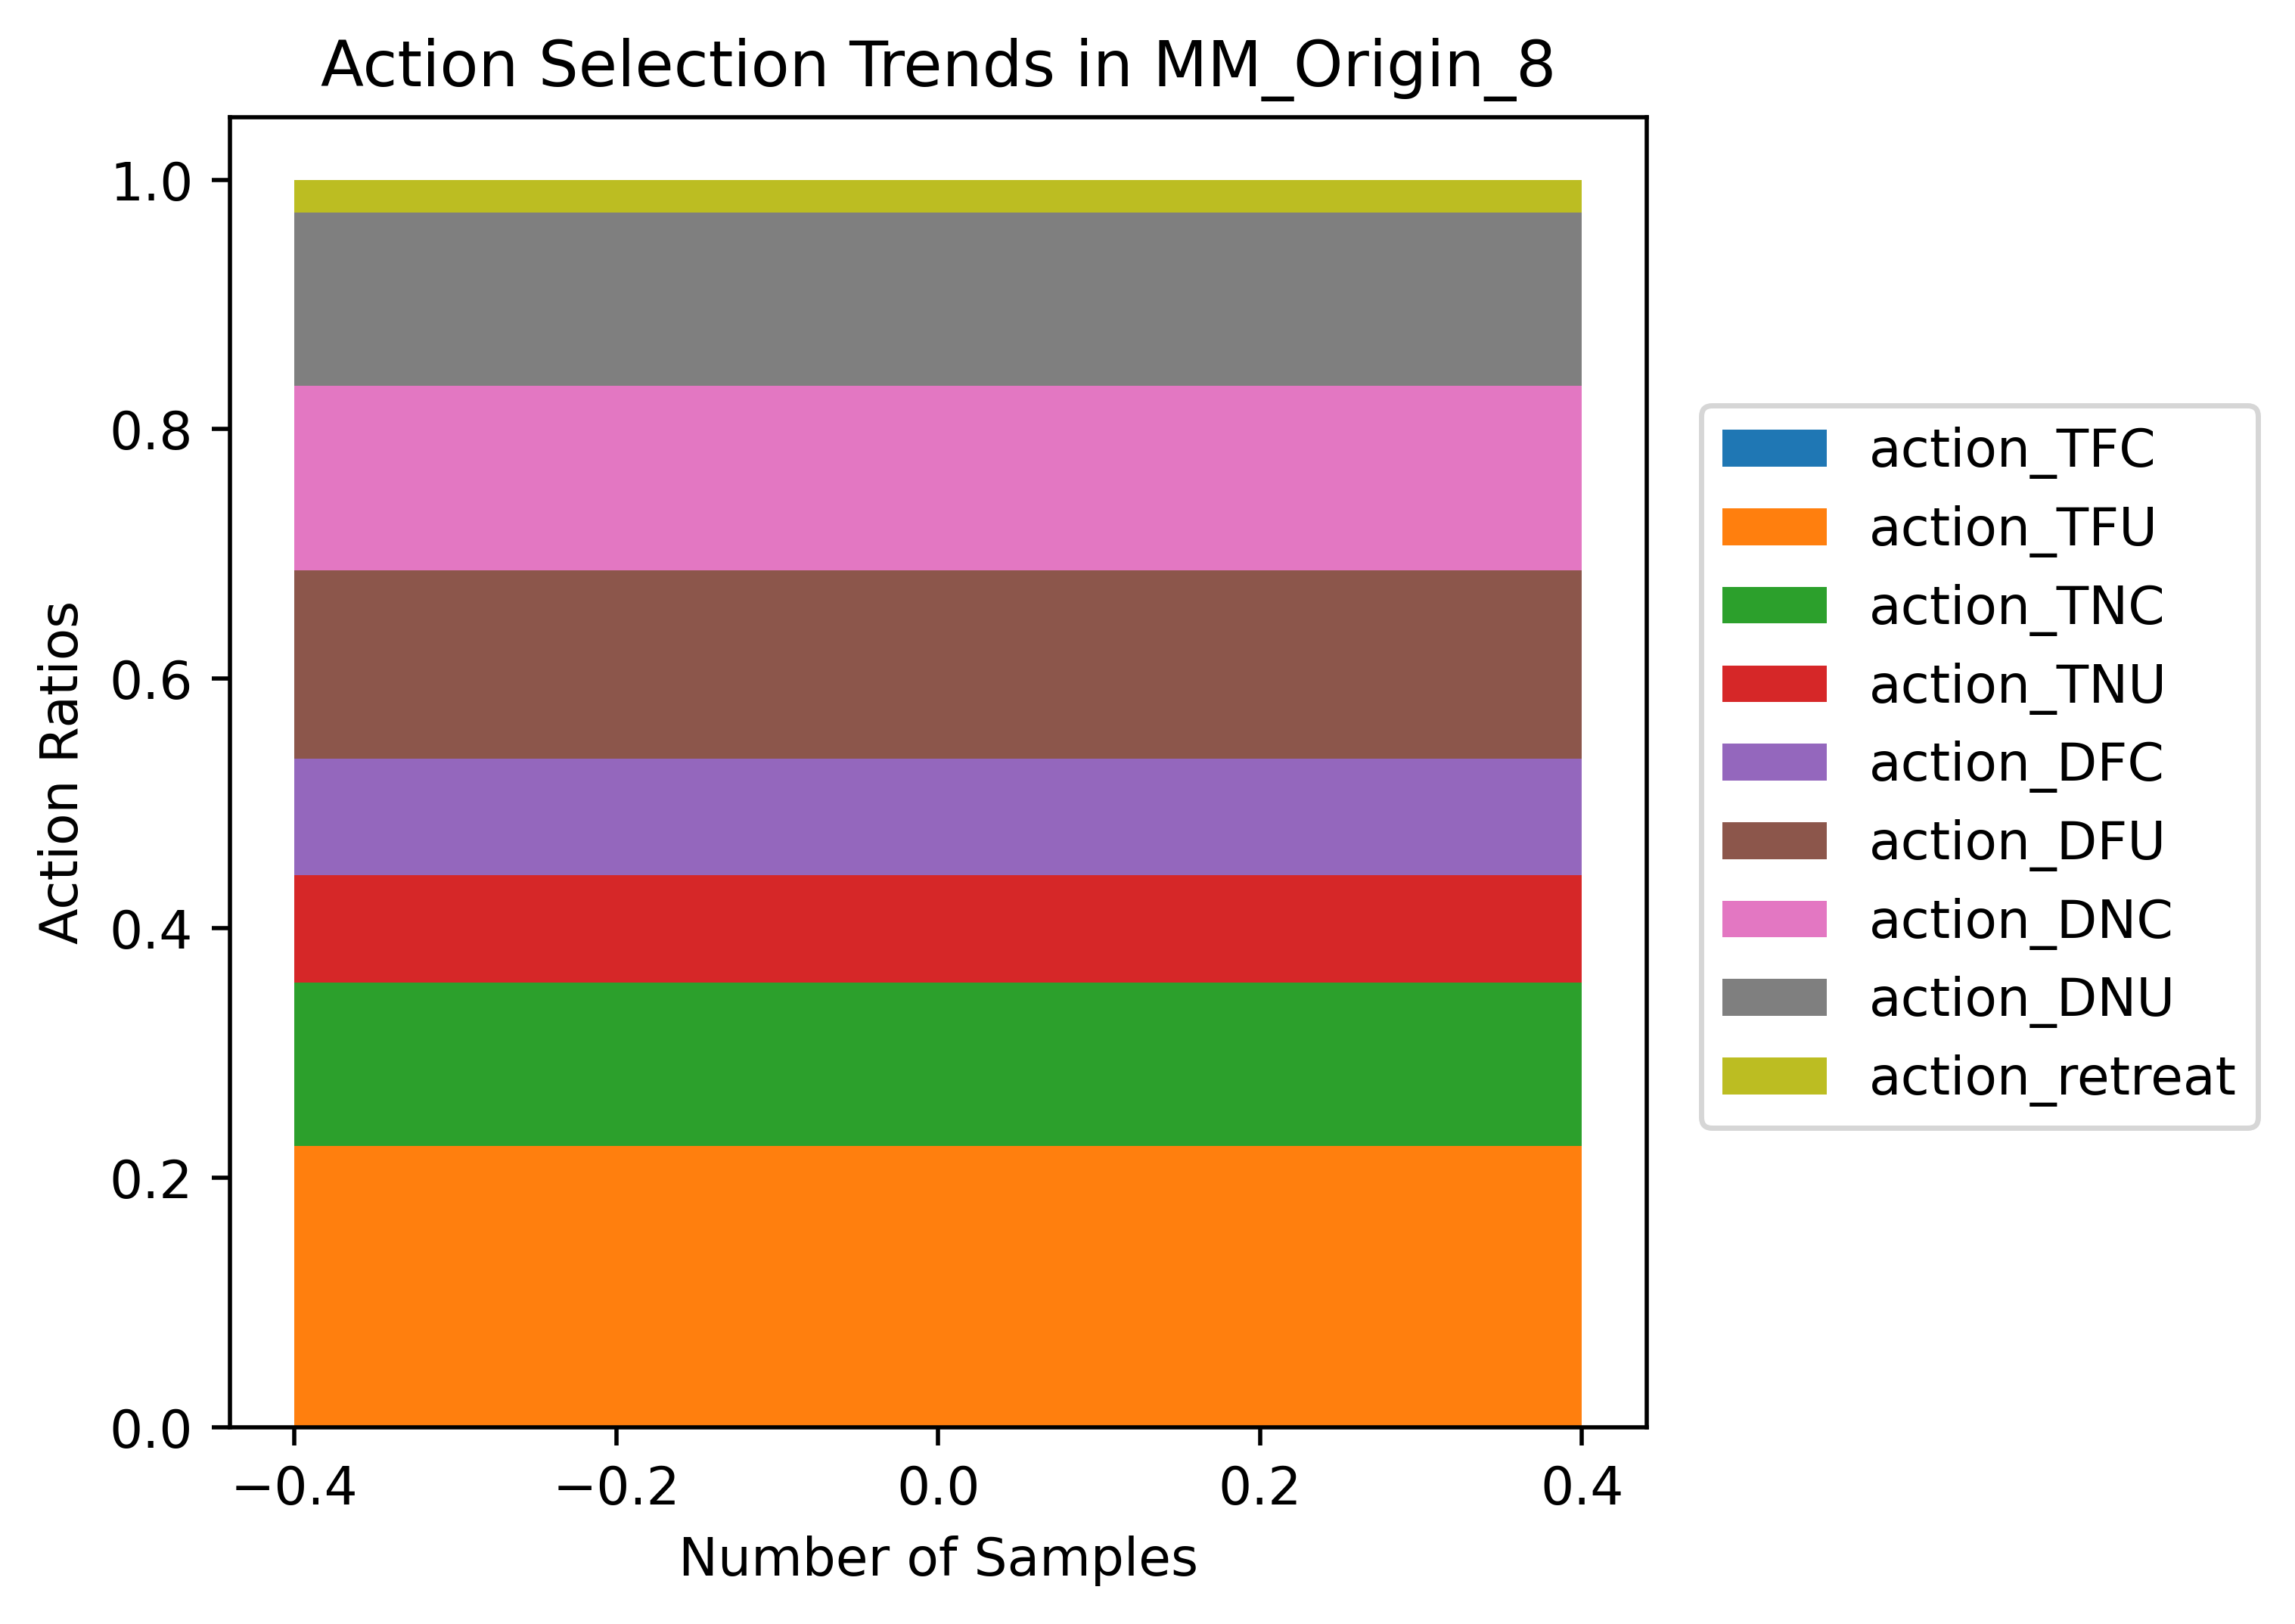 Action Selection Trends in MM_Origin_8
1.0
0.8
0.6
0.4
0.2
0.0
Action Ratios
−0.4
−0.2
0.0
0.2
0.4
Number of Samples
action_TFC
action_TFU
action_TNC
action_TNU
action_DFC
action_DFU
action_DNC
action_DNU
action_retreat